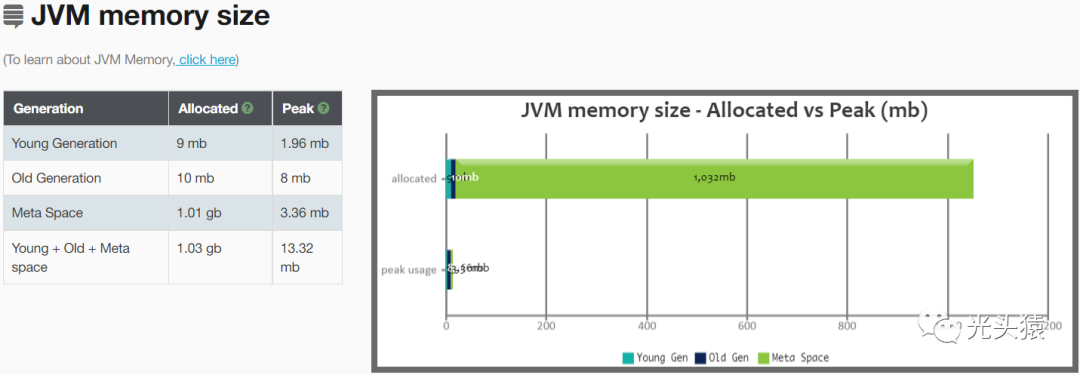 JVM memory size
(To learn about JVM Memory, click here)
Generation Allocated ? Peak ?
Young Generation 9 mb 1.96 mb
Old Generation 10 mb 8 mb
Meta Space 1.01 gb 3.36 mb
Young + Old + Meta space 1.03 gb 13.32 mb
JVM memory size - Allocated vs Peak (mb)
allocated 10mb 1,032mb
peak usage
0 200 400 600 800
Young Gen Old Gen Meta Space
光头猿